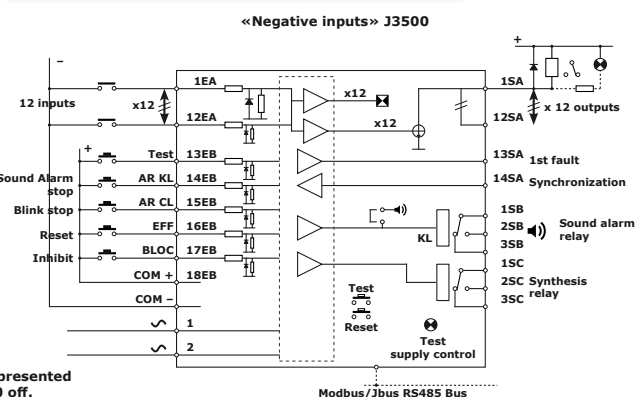 «Negative inputs» J3500
–
+
1EA
1SA
12 inputs
x12
x12
x 12 outputs
12EA
x12
12SA
+
Test
13EB
13SA
1st fault
Sound Alarm
stop
AR KL
14EB
14SA
Synchronization
Blink stop
AR CL
15EB
1SB
Reset
EFF
16EB
KL
2SB
Sound alarm
relay
Inhibit
BLOC
17EB
3SB
COM +
18EB
1SC
2SC
Synthesis
relay
3SC
COM –
Test
Reset
1
Test
supply control
2
presented
off.
Modbus/Jbus RS485 Bus